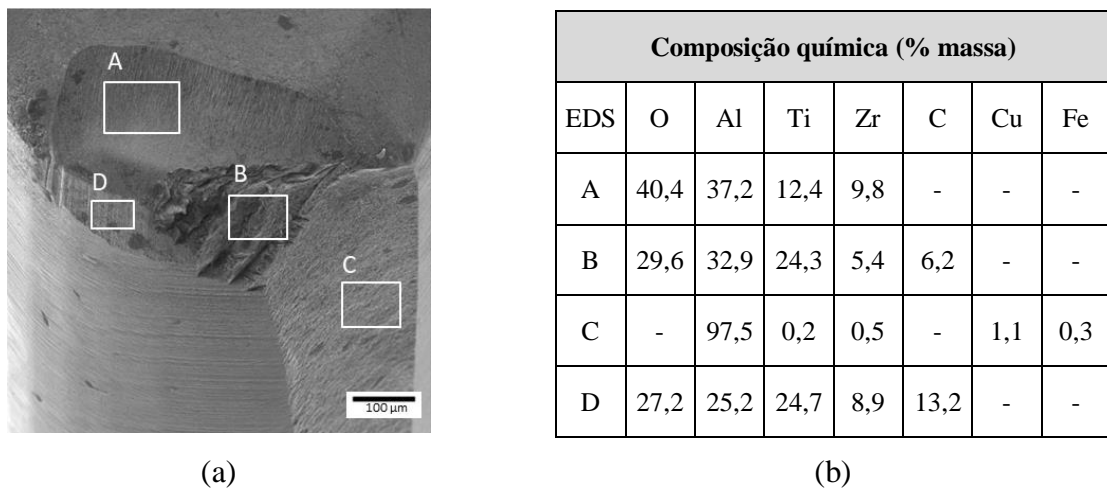 A
B
D
C
100 μm
Composição química (% massa)
EDS O Al Ti Zr C Cu Fe
A 40,4 37,2 12,4 9,8 - - -
B 29,6 32,9 24,3 5,4 6,2 - -
C - 97,5 0,2 0,5 - 1,1 0,3
D 27,2 25,2 24,7 8,9 13,2 - -
(a) (b)